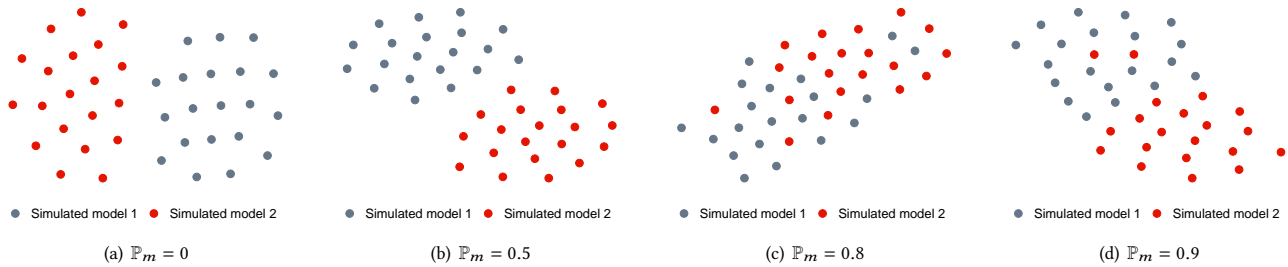 Simulated model 1 Simulated model 2
(a) ℙm = 0
Simulated model 1 Simulated model 2
(b) ℙm = 0.5
Simulated model 1 Simulated model 2
(c) ℙm = 0.8
Simulated model 1 Simulated model 2
(d) ℙm = 0.9